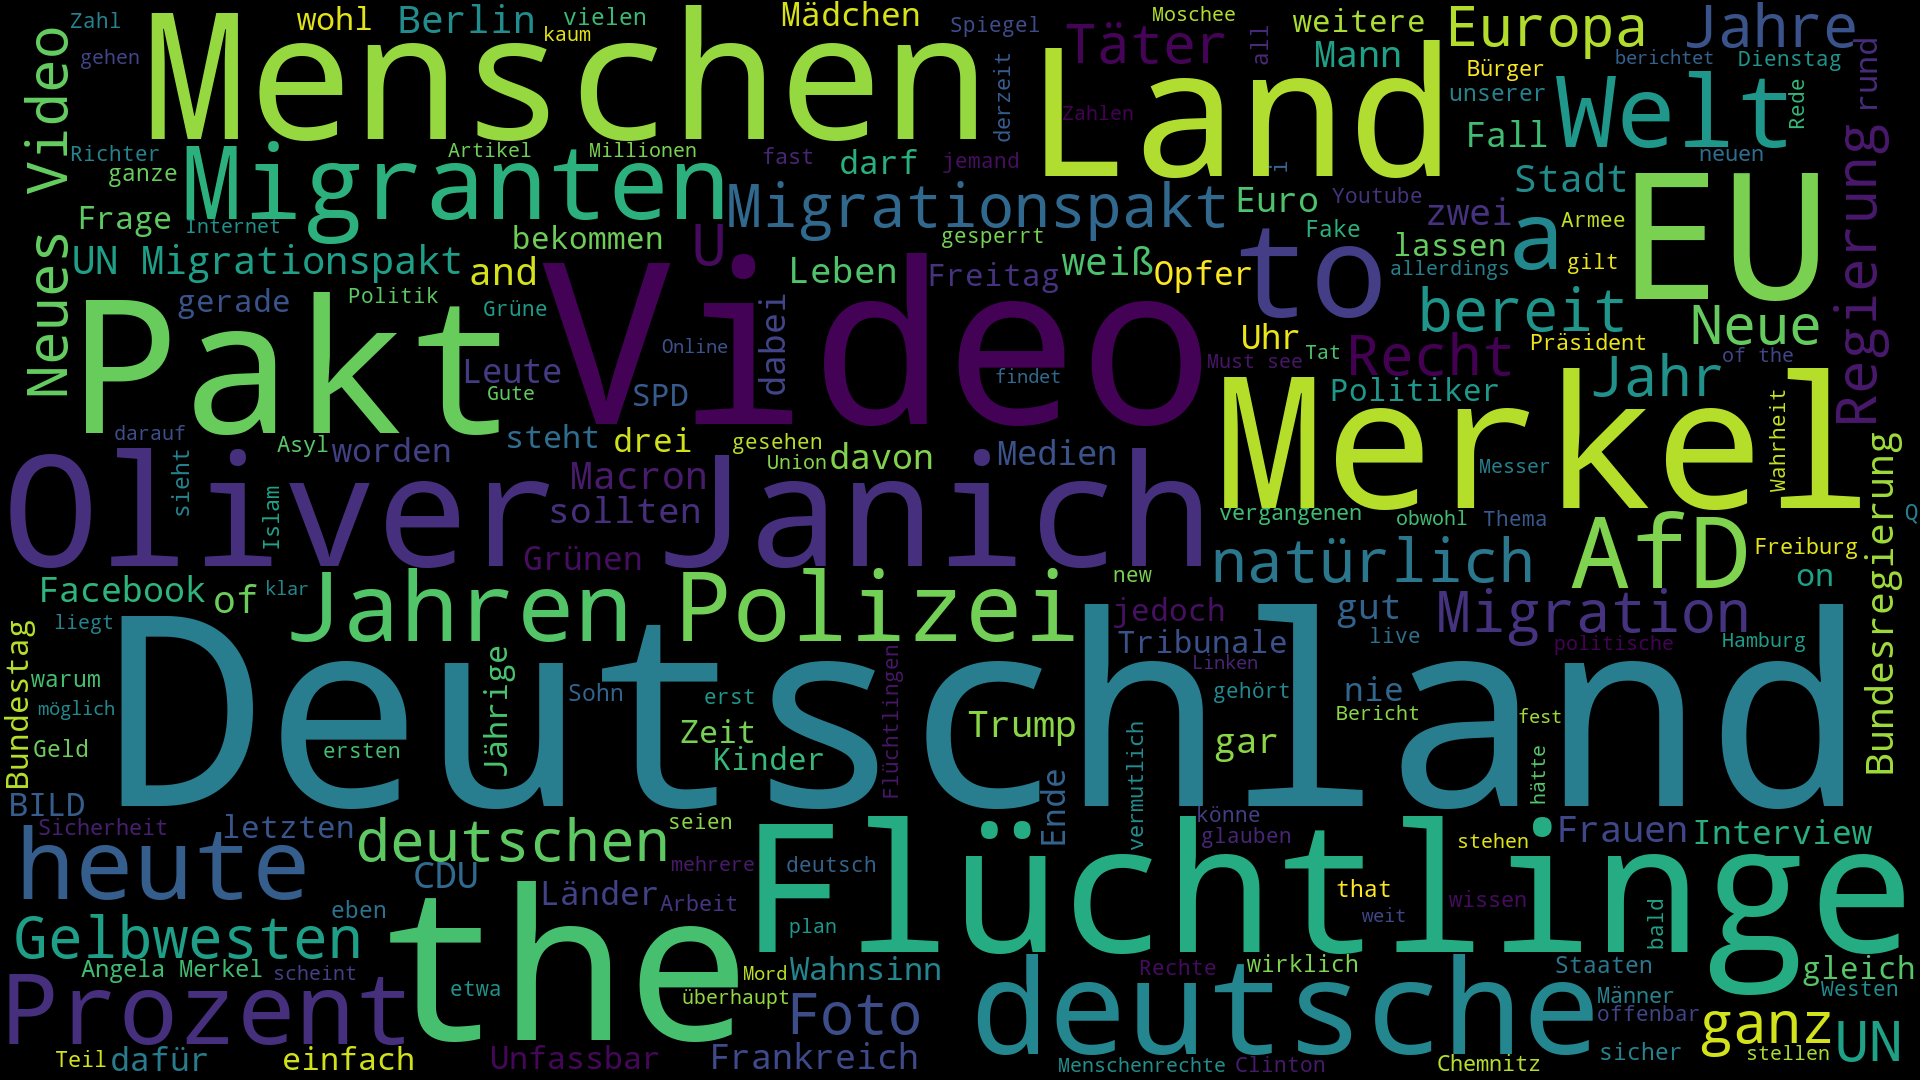 Zahl
wohl
Berlin
vielen
Mädchen
Spiegel
Moschee
weitere
Europa
Jahre
gehen
Menschen
kaum
Täter
all
Mann
Bürger
berichtet
Dienstag
rund
Neues Video
derzeit
Land
Zahlen
unserer
Welt
Rede
Richter
ganze
Migranten
Artikel
Millionen
fast
darf
jemand
i
Fall
neuen
Regierung
Frage
Internet
Migrationspakt
Euro
Youtube
zwei
Stadt
Armee
EU
UN Migrationspakt
bekommen
U
gesperrt
Fake
lassen
a
gilt
and
Leben
Freitag
weiß
Opfer
to
allerdings
gerade
Politik
Grüne
Video
dabei
bereit
Neue
Pakt
Leute
Gute
Online
SPD
findet
Uhr
Must see
Tat
Recht
Präsident
of the
Politiker
Jahr
Merkel
Wahrheit
darauf
Asyl
worden
steht
drei
gesehen
Union
davon
Medien
Messer
Oliver Janich
sieht
Islam
Macron
sollten
Grünen
vergangenen
obwohl
Thema
Q
natürlich
AfD
Freiburg
Bundesregierung
Facebook
of
klar
Jahren
Polizei
new
on
liegt
jedoch
gut
Migration
Bundestag
Tribunale
live
politische
Hamburg
warum
möglich
Deutschland
Jährige
Sohn
erst
Flüchtlingen
Linken
gehört
nie
Geld
ersten
Zeit
Kinder
Trump
vermutlich
gar
Bericht
fest
hätte
BILD
Ende
Sicherheit
letzten
deutschen
seien
könne
glauben
Frauen
Interview
heute
CDU
mehrere
deutsch
Flüchtlinge
stehen
Länder
Arbeit
that
wissen
bald
eben
the
plan
weit
Gelbwesten
Angela Merkel
scheint
Mord
Wahnsinn
Rechte
wirklich
Staaten
gleich
Prozent
etwa
überhaupt
Foto
deutsche
Männer
Westen
offenbar
ganz
UN
Teil
dafür
einfach
Unfassbar
Frankreich
Menschenrechte
Clinton
Chemnitz
sicher
stellen